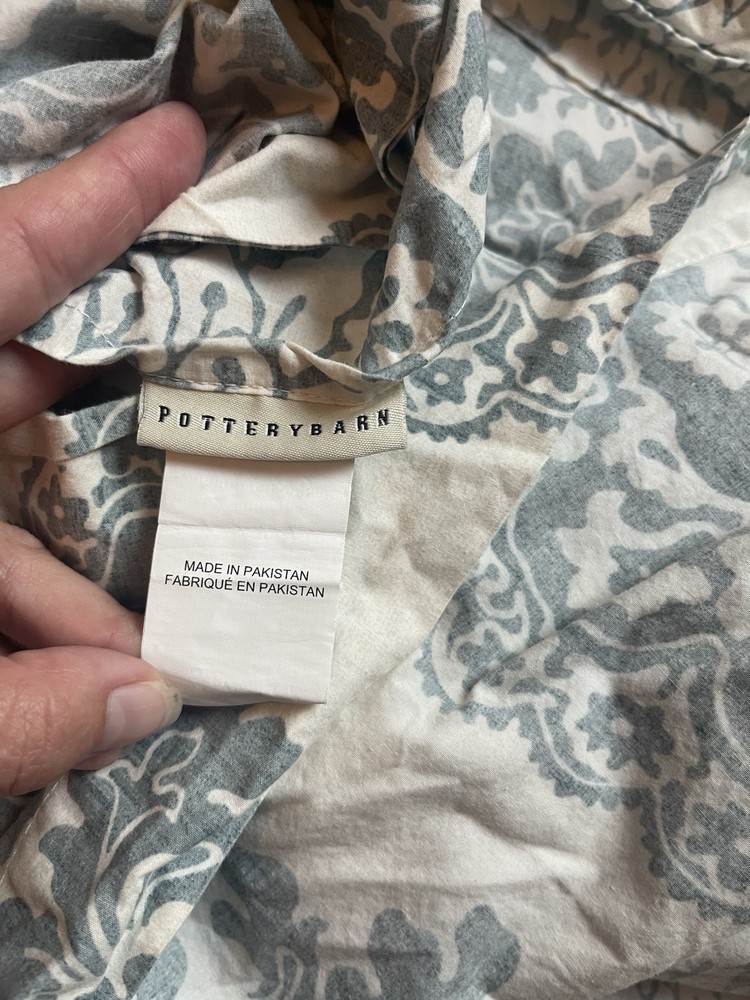 POTTERYBARN
MADE IN PAKISTAN
FABRIQUÉ EN PAKISTAN